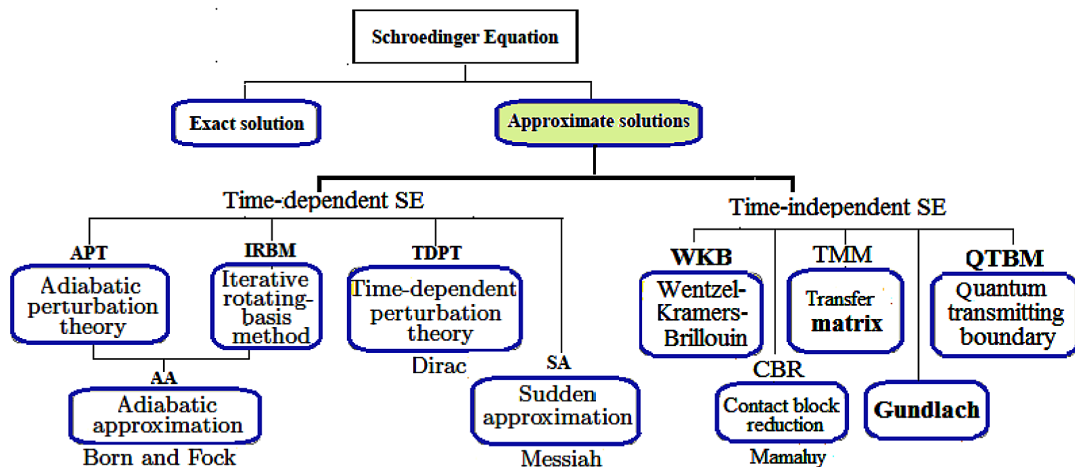 Schroedinger Equation
Exact solution
Approximate solutions
Time-dependent SE
Time-independent SE
APT
IRBM
TDPT
WKB
TMM
QTBM
Adiabatic
perturbation
theory
Iterative
rotating-
basis
method
Time-dependent
perturbation
theory
Dirac
Wentzel-
Kramers-
Brillouin
Transfer
matrix
Quantum
transmitting
boundary
AA
Adiabatic
approximation
Born and Fock
SA
Sudden
approximation
Messiah
CBR
Contact block
reduction
Mamaluy
Gundlach